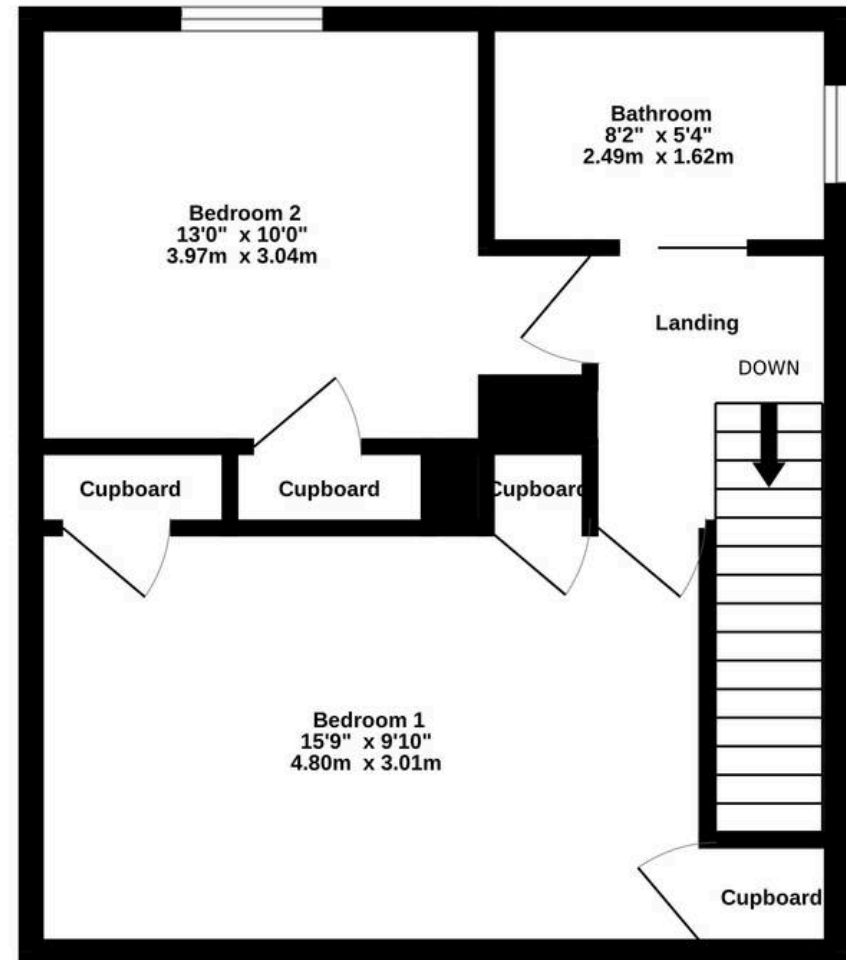 Bathroom
8'2" x 5'4"
2.49m x 1.62m
Bedroom 2
13'0" x 10'0"
3.97m x 3.04m
Landing
DOWN
Cupboard
Cupboard
Cupboard
Bedroom 1
15'9" x 9'10"
4.80m x 3.01m
Cupboard